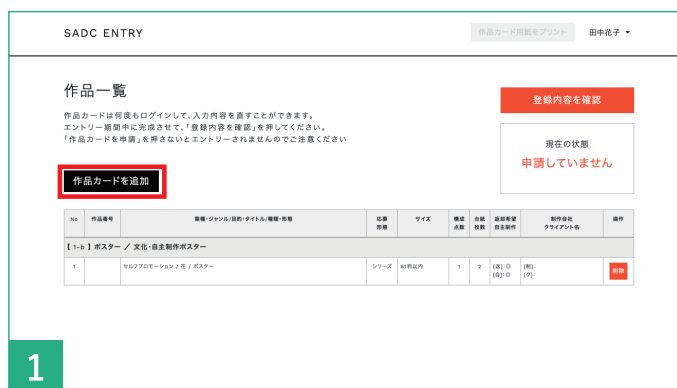 SADC ENTRY
作品カード用紙をプリント
田中花子
作品一覧
作品カードは何度もログインして、入力内容を直すことができます。
エントリー期間中に完成させて、「登録内容を確認」を押してください。
「作品カードを申請」を押さないとエントリーされませんのでご注意ください
登録内容を確認
現在の状態
申請していません
作品カードを追加
No 作品番号 業種・ジャンル/目的・タイトル/種類・形態 応募形態 サイズ 構成点数 台紙枚数 返却希望自主制作 制作会社クライアント名 操作
【 1-b 】ポスター / 文化・自主制作ポスター
1 セルフプロモーション / 花 / ポスター シリーズ B1判以内 1 2 [返]:○ [制]: 削除
[自]:○ [ク]:
1